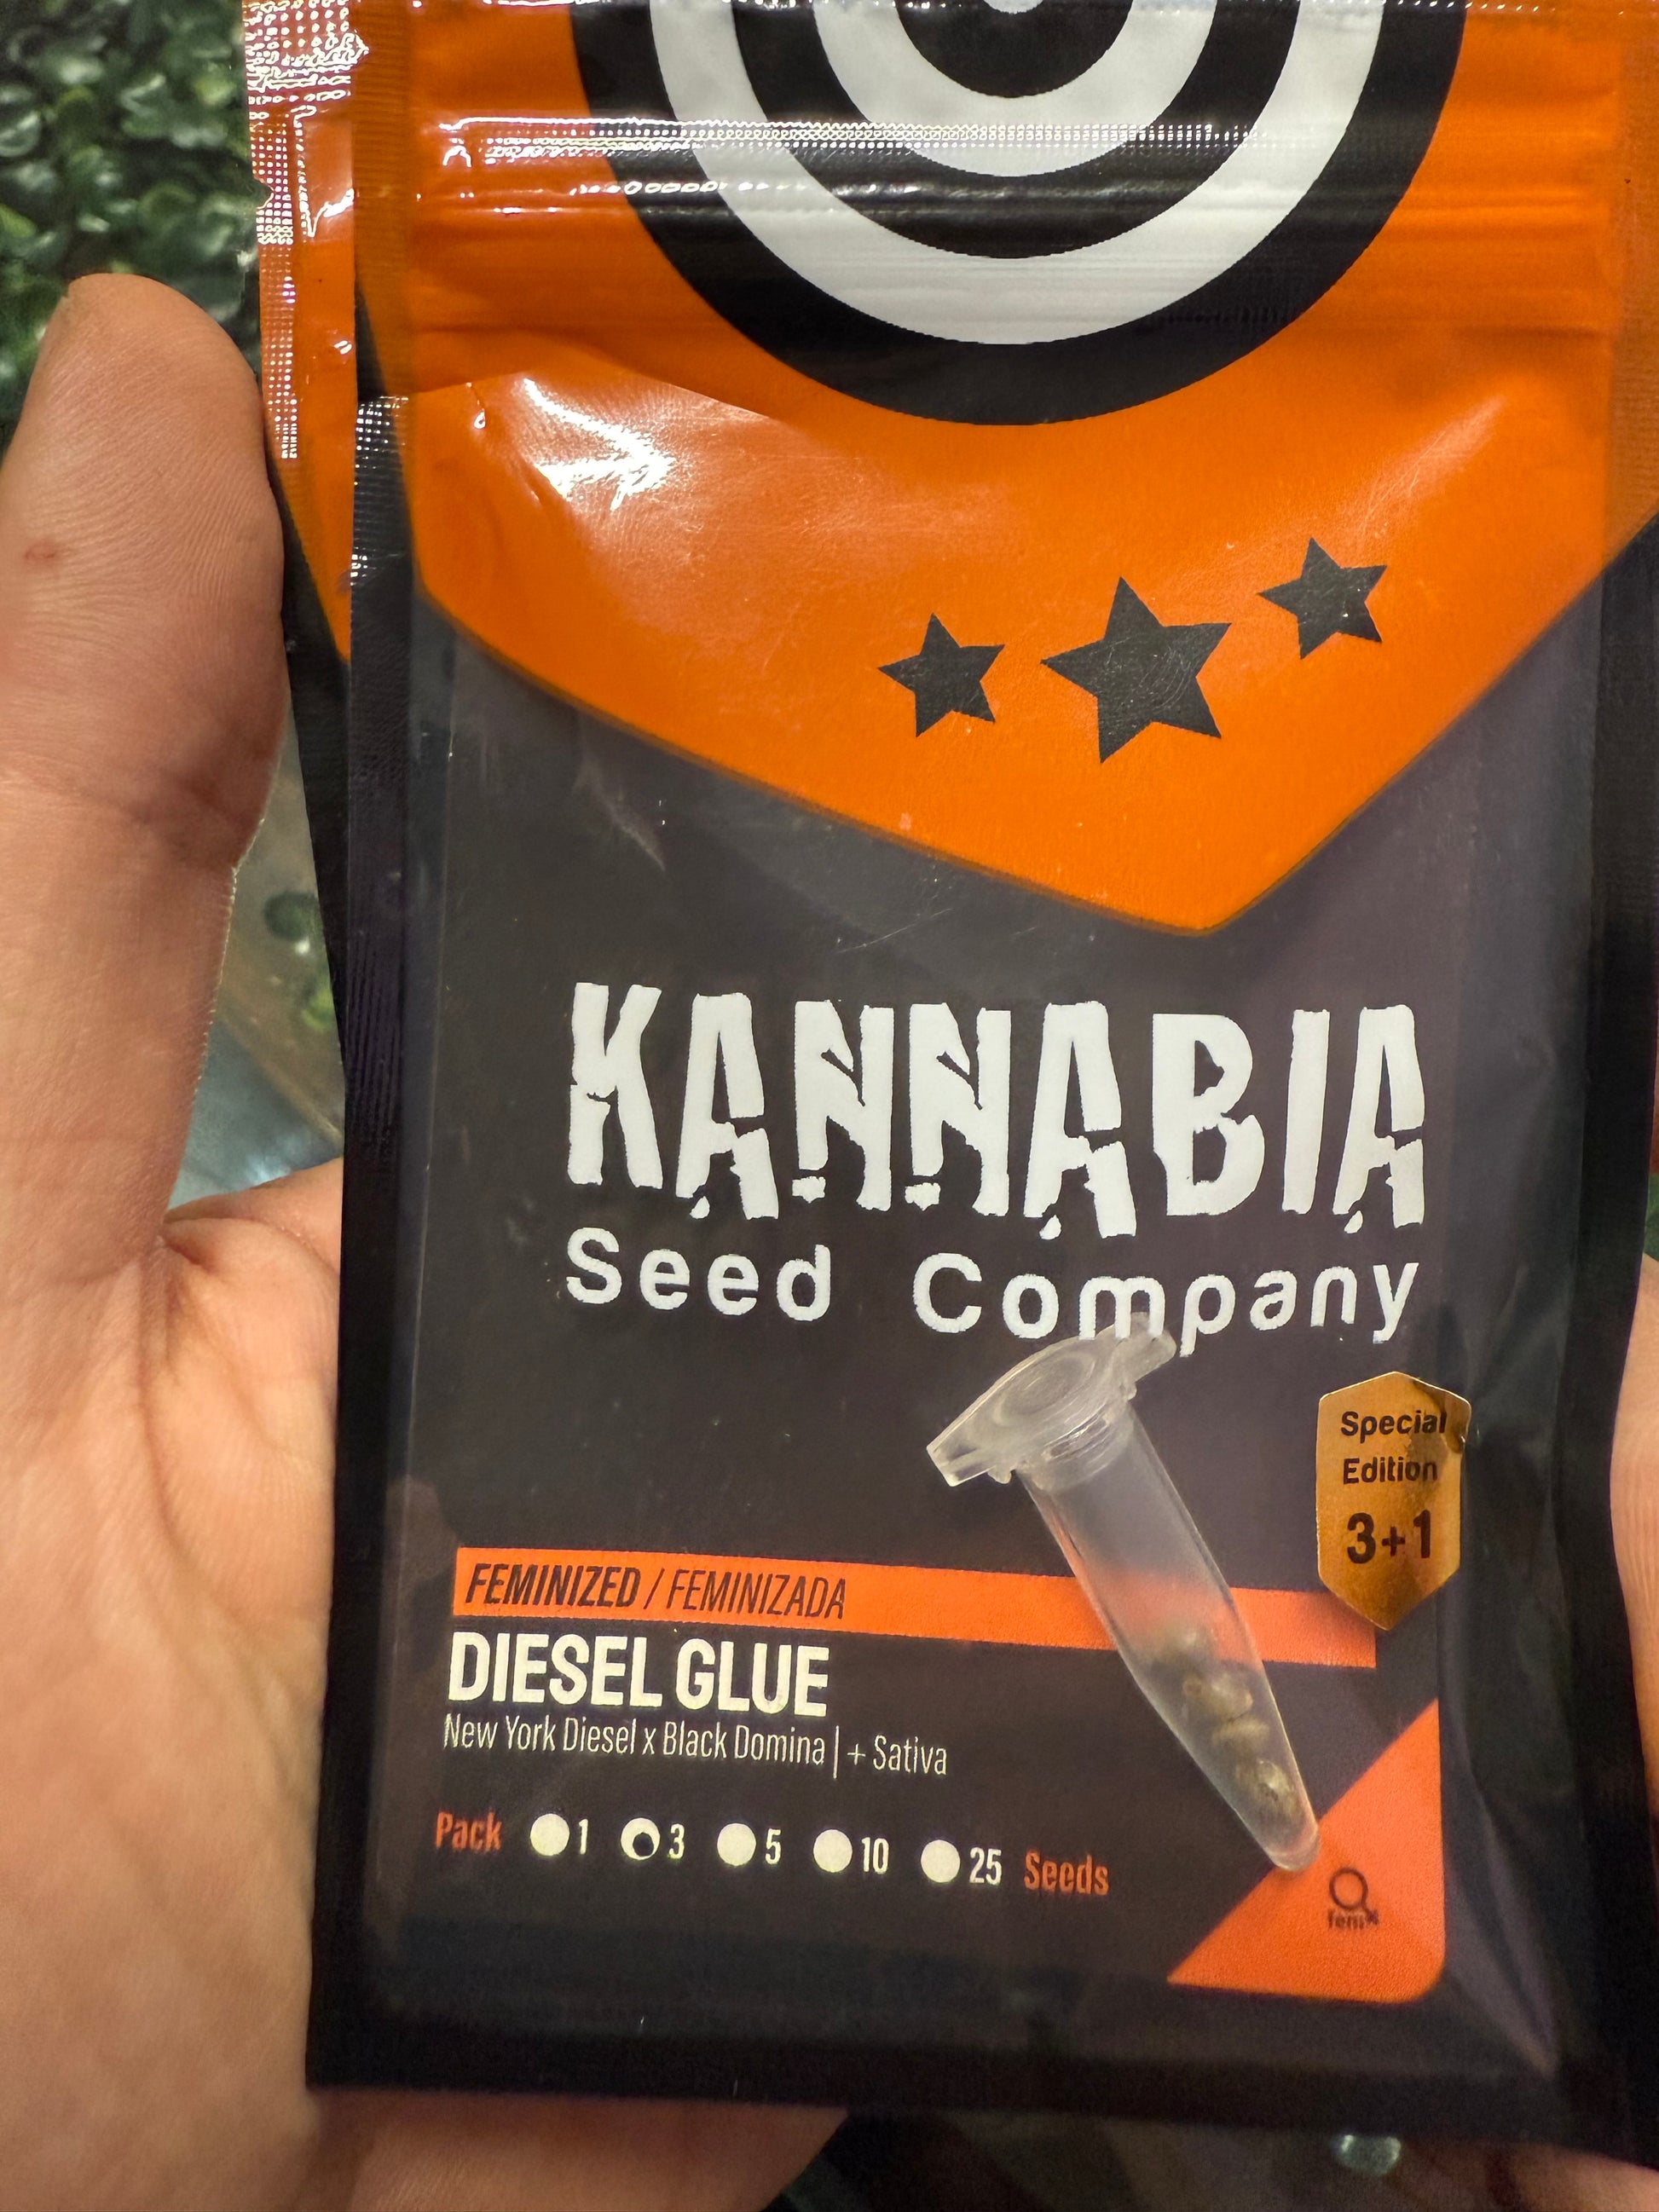 KANNABIA
Seed Company
Special
Edition
3+1
FEMINIZED / FEMINIZADA
DIESEL GLUE
New York Diesel x Black Domina | + Sativa
Pack 1 3 5 10 25 Seeds